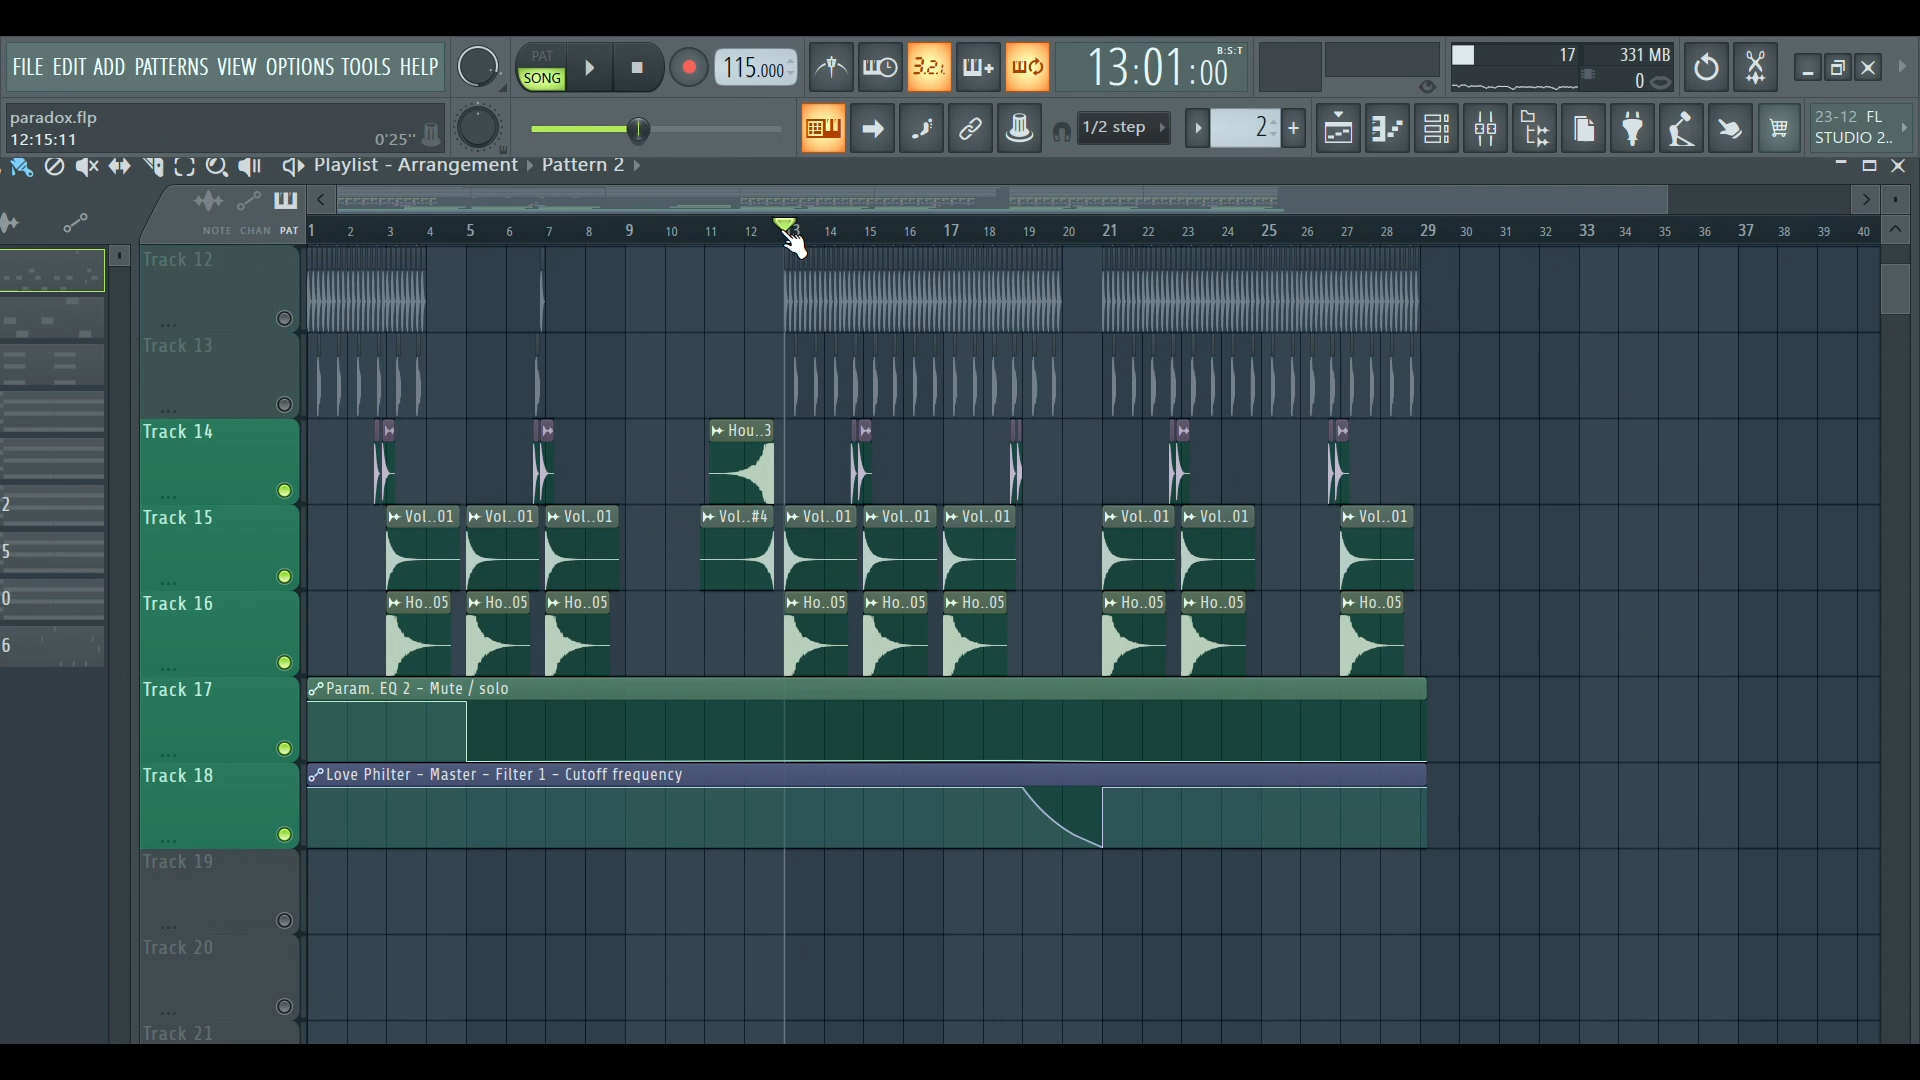 FILE EDIT ADD PATTERNS VIEW OPTIONS TOOLS HELP
PAT
SONG
115.000
3.2.
13:01:00
B:S:T
17
331 MB
0
paradox.flp
12:15:11
0'25''
1/2 step
2
+
23-12 FL
STUDIO 2..
Playlist - Arrangement › Pattern 2 ›
NOTE CHAN PAT
1 2 3 4 5 6 7 8 9 10 11 12 13 14 15 16 17 18 19 20 21 22 23 24 25 26 27 28 29 30 31 32 33 34 35 36 37 38 39 40
Track 12
Track 13
Track 14
Hou..3
Track 15
Vol..01 Vol..01 Vol..01 Vol..#4 Vol..01 Vol..01 Vol..01 Vol..01 Vol..01 Vol..01
Track 16
Ho..05 Ho..05 Ho..05 Ho..05 Ho..05 Ho..05 Ho..05 Ho..05 Ho..05
Track 17
Param. EQ 2 - Mute / solo
Track 18
Love Philter - Master - Filter 1 - Cutoff frequency
Track 19
Track 20
Track 21
2
5
0
6